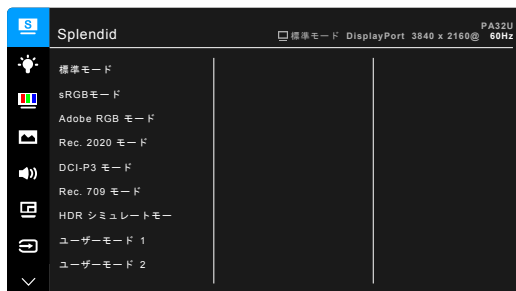 S
Splendid
PA32U
標準モード DisplayPort 3840 x 2160@ 60Hz
標準モード
sRGBモード
Adobe RGB モード
Rec. 2020 モード
DCI-P3 モード
Rec. 709 モード
HDR シミュレートモー
ユーザーモード 1
ユーザーモード 2